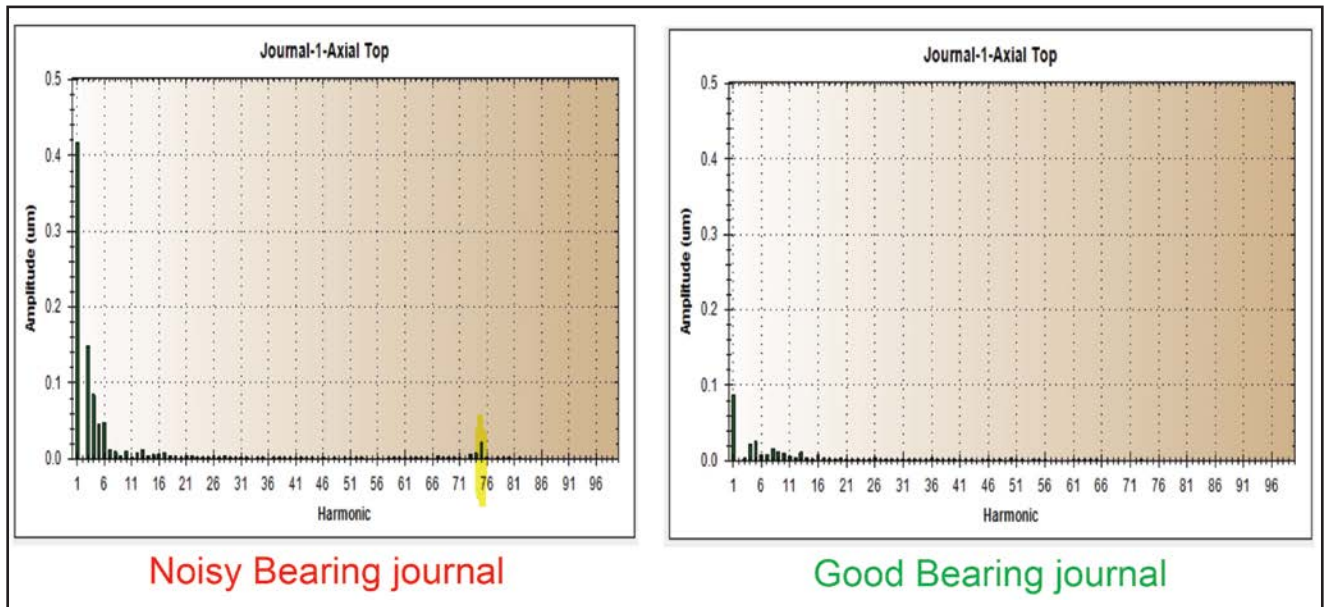 Journal-1-Axial Top
0.5
0.4
0.3
0.2
0.1
0.0
Amplitude (um)
1 6 11 16 21 26 31 36 41 46 51 56 61 66 71 76 81 86 91 96
Harmonic
Noisy Bearing journal
Journal-1-Axial Top
0.5
0.4
0.3
0.2
0.1
0.0
Amplitude (um)
1 6 11 16 21 26 31 36 41 46 51 56 61 66 71 76 81 86 91 96
Harmonic
Good Bearing journal